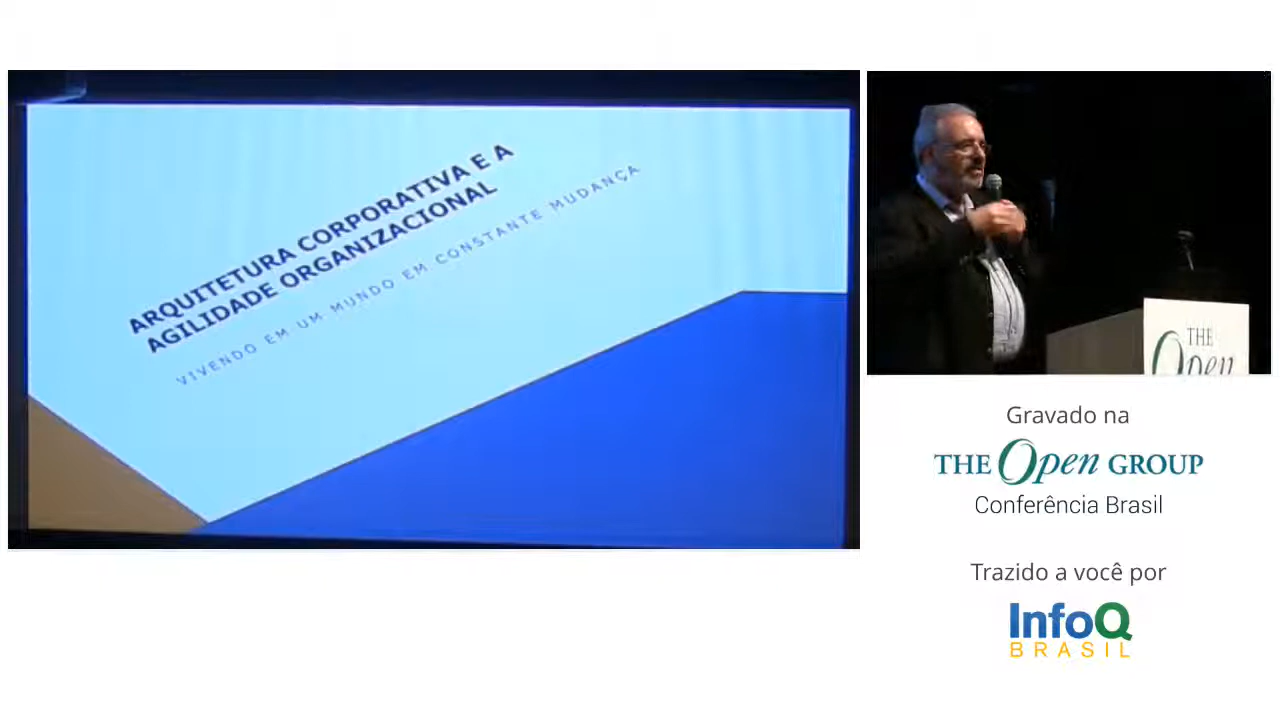 ARQUITETURA CORPORATIVA E A
AGILIDADE ORGANIZACIONAL
VIVENDO EM UM MUNDO EM CONSTANTE MUDANÇA
THE
Open
Gravado na
THE Open GROUP
Conferência Brasil
Trazido a você por
InfoQ
BRASIL